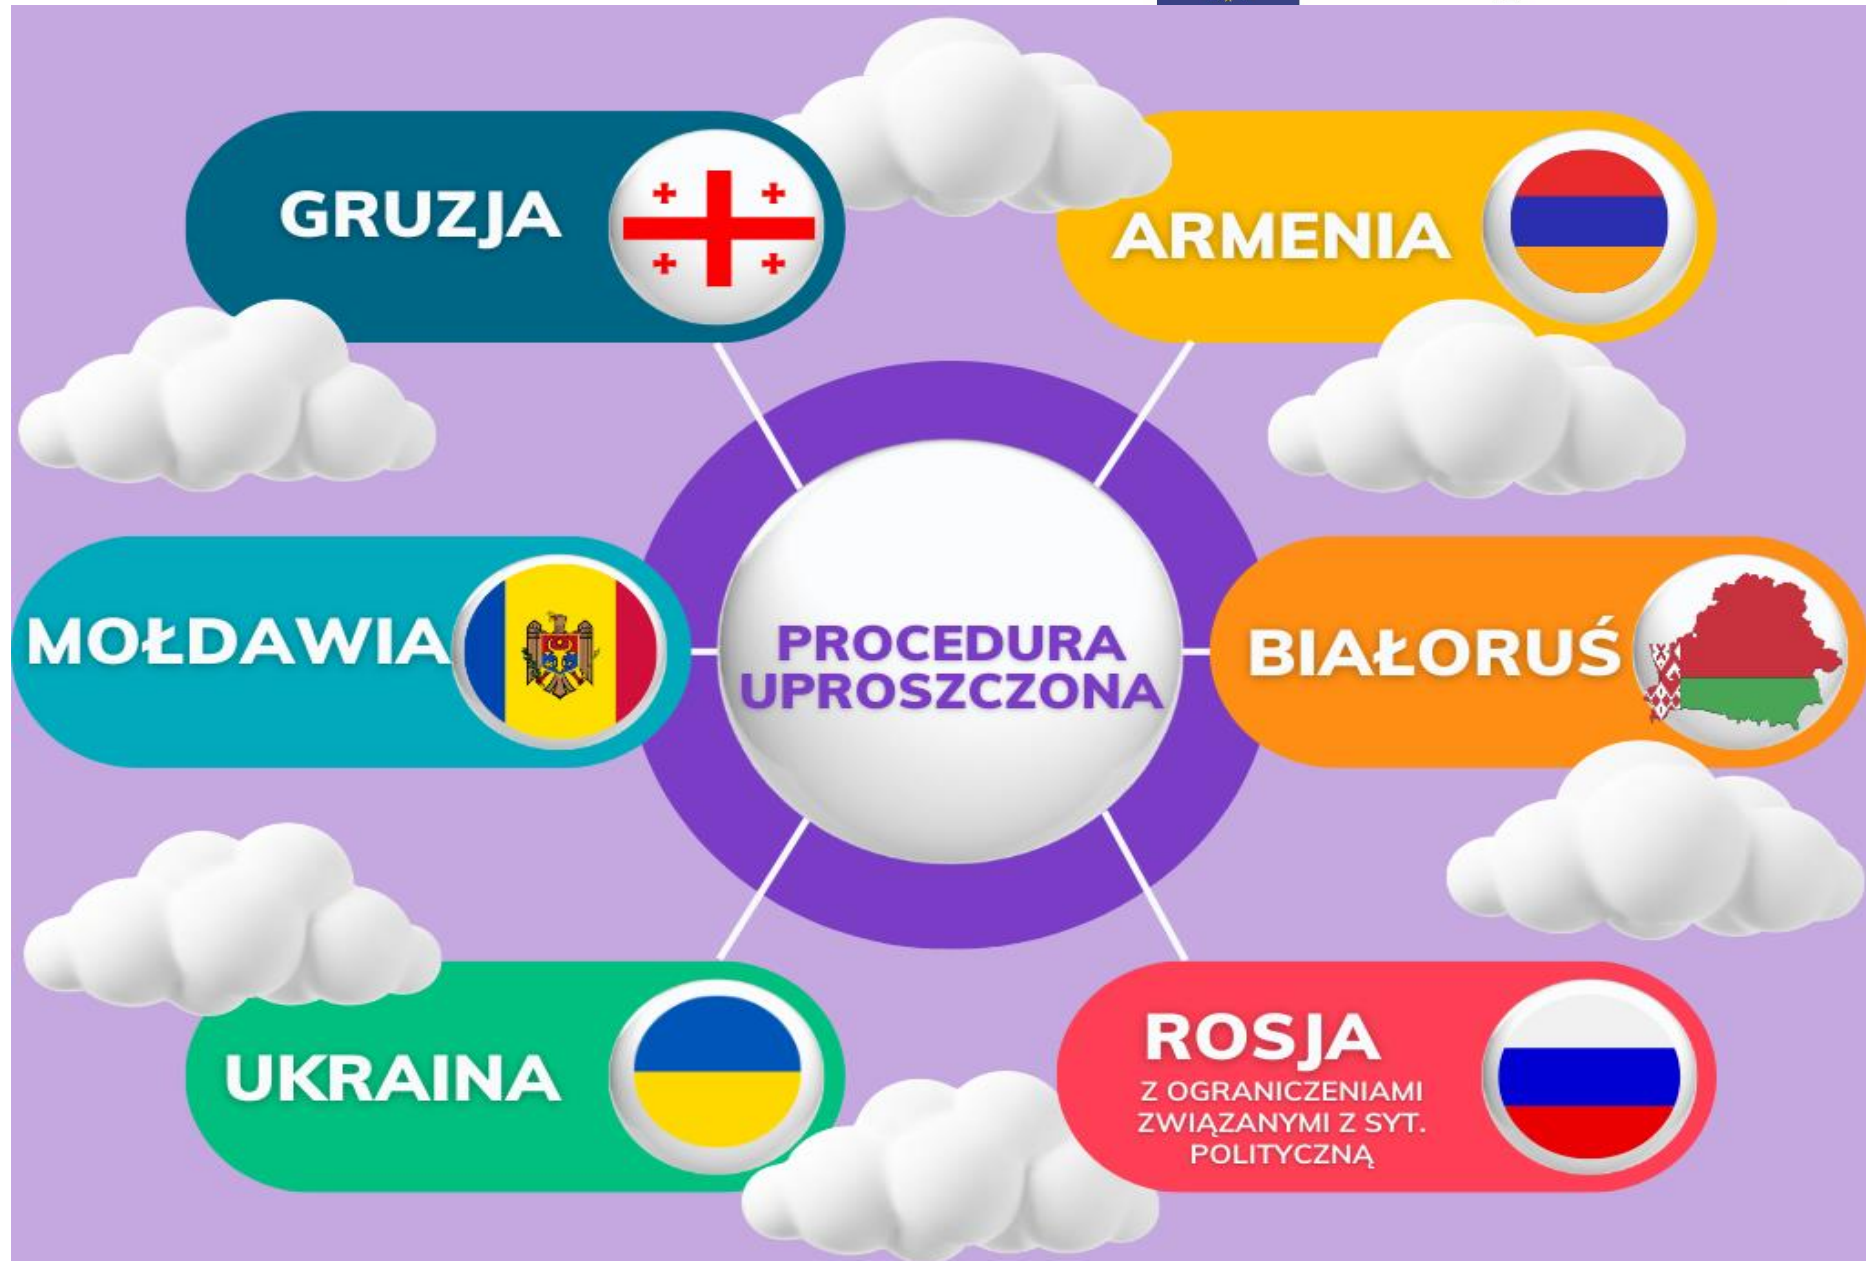 GRUZJA
ARMENIA
MOŁDAWIA
PROCEDURA
UPROSZCZONA
BIAŁORUŚ
UKRAINA
ROSJA
Z OGRANICZENIAMI
ZWIĄZANYMI Z SYT.
POLITYCZNĄ